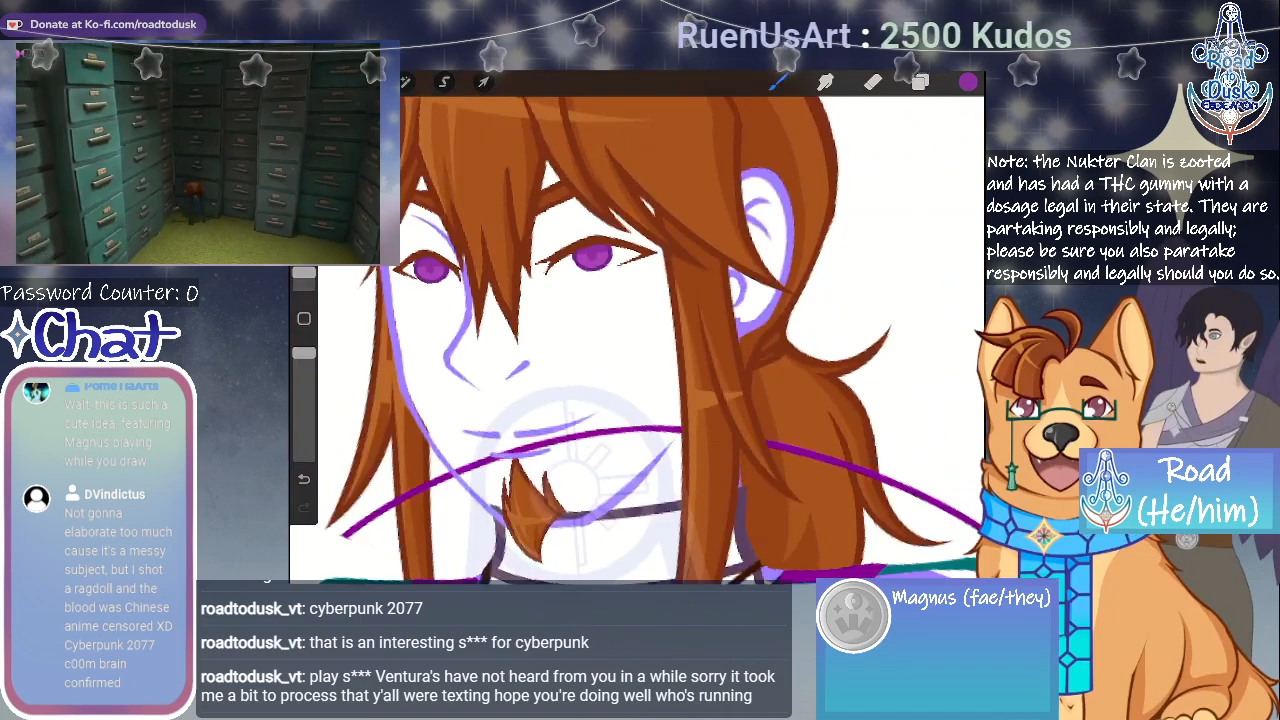 Donate at Ko-fi.com/roadtodusk
RuenUsArt : 2500 Kudos
Road
to
Dusk
Note: the Nukter Clan is zooted
and has had a THC gummy with a
dosage legal in their state. They are
partaking responsibly and legally;
please be sure you also paratake
responsibly and legally should you do so.
Password Counter: 0
Chat
PomeliaArts
Wait this is such a
cute idea, featuring
Magnus playing
while you draw
DVindictus
Not gonna
elaborate too much
cause it's a messy
subject, but I shot
a ragdoll and the
blood was Chinese
anime censored XD
Cyberpunk 2077
c00m brain
confirmed
roadtodusk_vt: cyberpunk 2077
roadtodusk_vt: that is an interesting s*** for cyberpunk
roadtodusk_vt: play s*** Ventura's have not heard from you in a while sorry it took
me a bit to process that y'all were texting hope you're doing well who's running
Road
(He/him)
Magnus (fae/they)